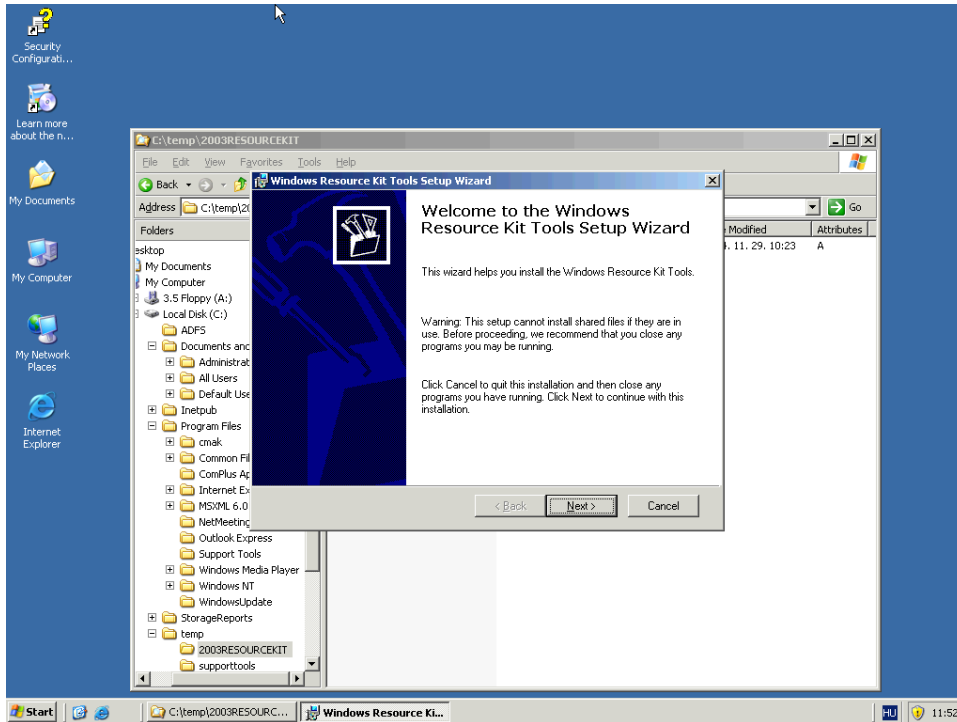 Security
Configurati...
Learn more
about the n...
My Documents
My Computer
My Network
Places
Internet
Explorer
C:\temp\2003RESOURCEKIT
File Edit View Favorites Tools Help
Back
Address C:\temp\20
Go
Folders
Modified Attributes
. 11. 29. 10:23 A
esktop
My Documents
My Computer
3.5 Floppy (A:)
Local Disk (C:)
ADFS
Documents and
Administrat
All Users
Default Use
Inetpub
Program Files
cmak
Common Fil
ComPlus Ap
Internet Ex
MSXML 6.0
NetMeeting
Outlook Express
Support Tools
Windows Media Player
Windows NT
WindowsUpdate
StorageReports
temp
2003RESOURCEKIT
supporttools
Windows Resource Kit Tools Setup Wizard
Welcome to the Windows
Resource Kit Tools Setup Wizard
This wizard helps you install the Windows Resource Kit Tools.
Warning: This setup cannot install shared files if they are in
use. Before proceeding, we recommend that you close any
programs you may be running.
Click Cancel to quit this installation and then close any
programs you have running. Click Next to continue with this
installation.
< Back Next > Cancel
Start C:\temp\2003RESOURC... Windows Resource Ki... HU 11:52